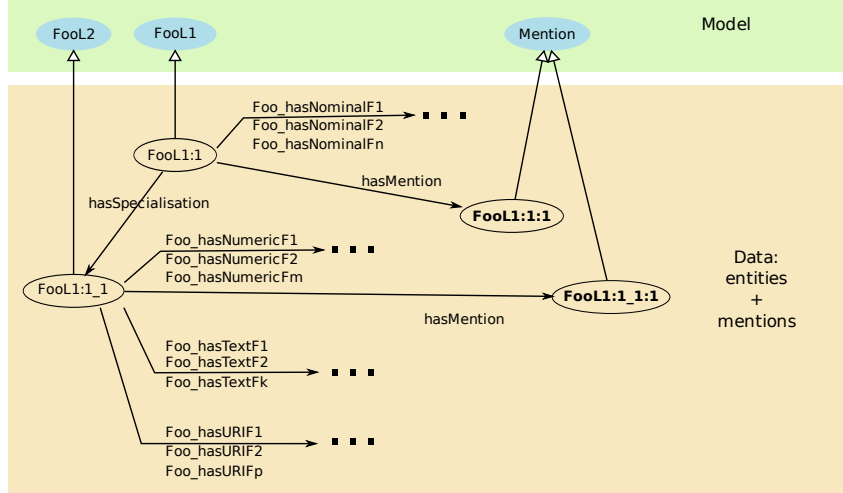 Model
FooL2
FooL1
Mention
Foo_hasNominalF1
Foo_hasNominalF2
Foo_hasNominalFn
FooL1:1
hasMention
hasSpecialisation
FooL1:1:1
Foo_hasNumericF1
Foo_hasNumericF2
Foo_hasNumericFm
FooL1:1_1
FooL1:1_1:1
Data:
entities
+
mentions
hasMention
Foo_hasTextF1
Foo_hasTextF2
Foo_hasTextFk
Foo_hasURIF1
Foo_hasURIF2
Foo_hasURIFp